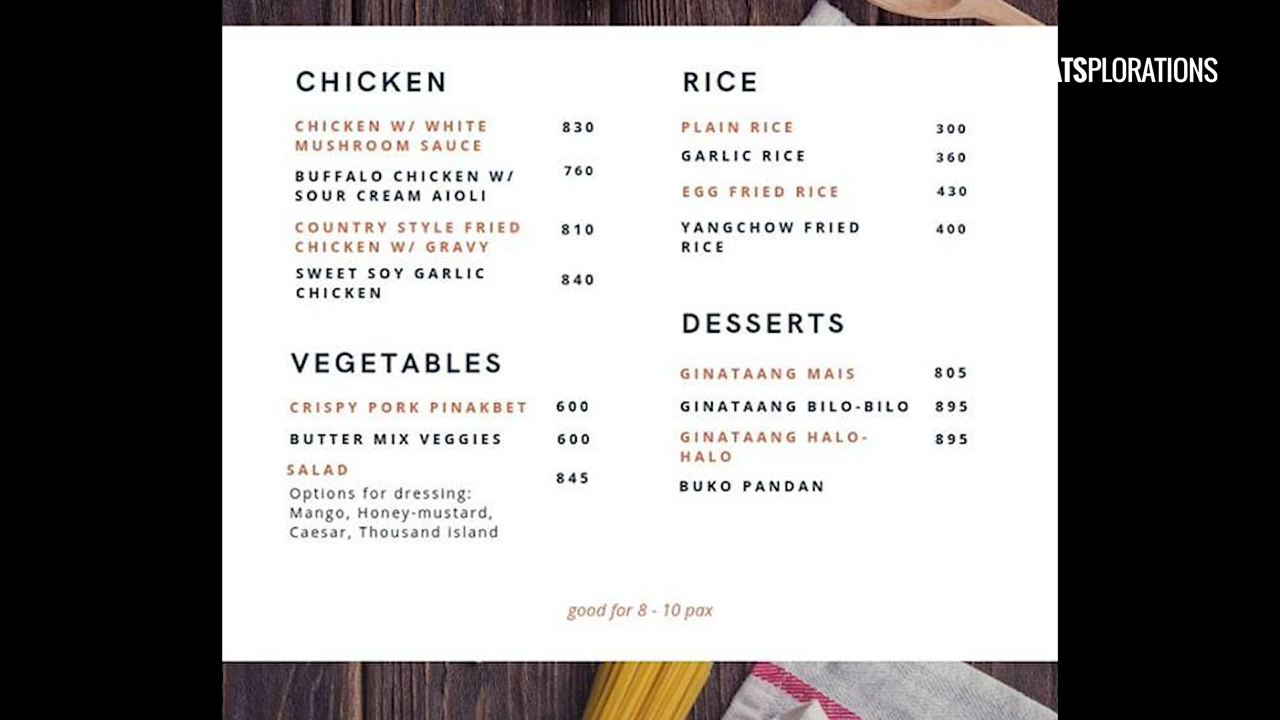 ATSPLORATIONS
CHICKEN
CHICKEN W/ WHITE
MUSHROOM SAUCE
830
BUFFALO CHICKEN W/
SOUR CREAM AIOLI
760
COUNTRY STYLE FRIED
CHICKEN W/ GRAVY
810
SWEET SOY GARLIC
CHICKEN
840
VEGETABLES
CRISPY PORK PINAKBET 600
BUTTER MIX VEGGIES 600
SALAD
845
Options for dressing:
Mango, Honey-mustard,
Caesar, Thousand island
RICE
PLAIN RICE 300
GARLIC RICE 360
EGG FRIED RICE 430
YANGCHOW FRIED
RICE
400
DESSERTS
GINATAANG MAIS 805
GINATAANG BILO-BILO 895
GINATAANG HALO-
HALO
895
BUKO PANDAN
good for 8 - 10 pax